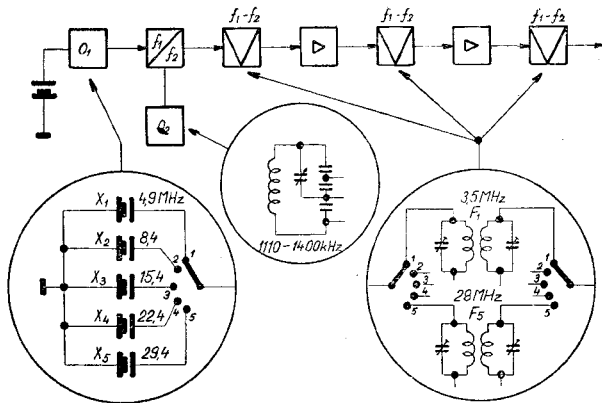 f₁-f₂ f₁-f₂ f₁-f₂
O₁
f₁
f₂
O₂
X₁ 4,9MHz
X₂ 8,4
X₃ 15,4
X₄ 22,4
X₅ 29,4
1
2
3
4
5
1110-1400kHz
3,5MHz
F₁
1 1
2 2
3 3
4 4
5 5
28MHz
F₅